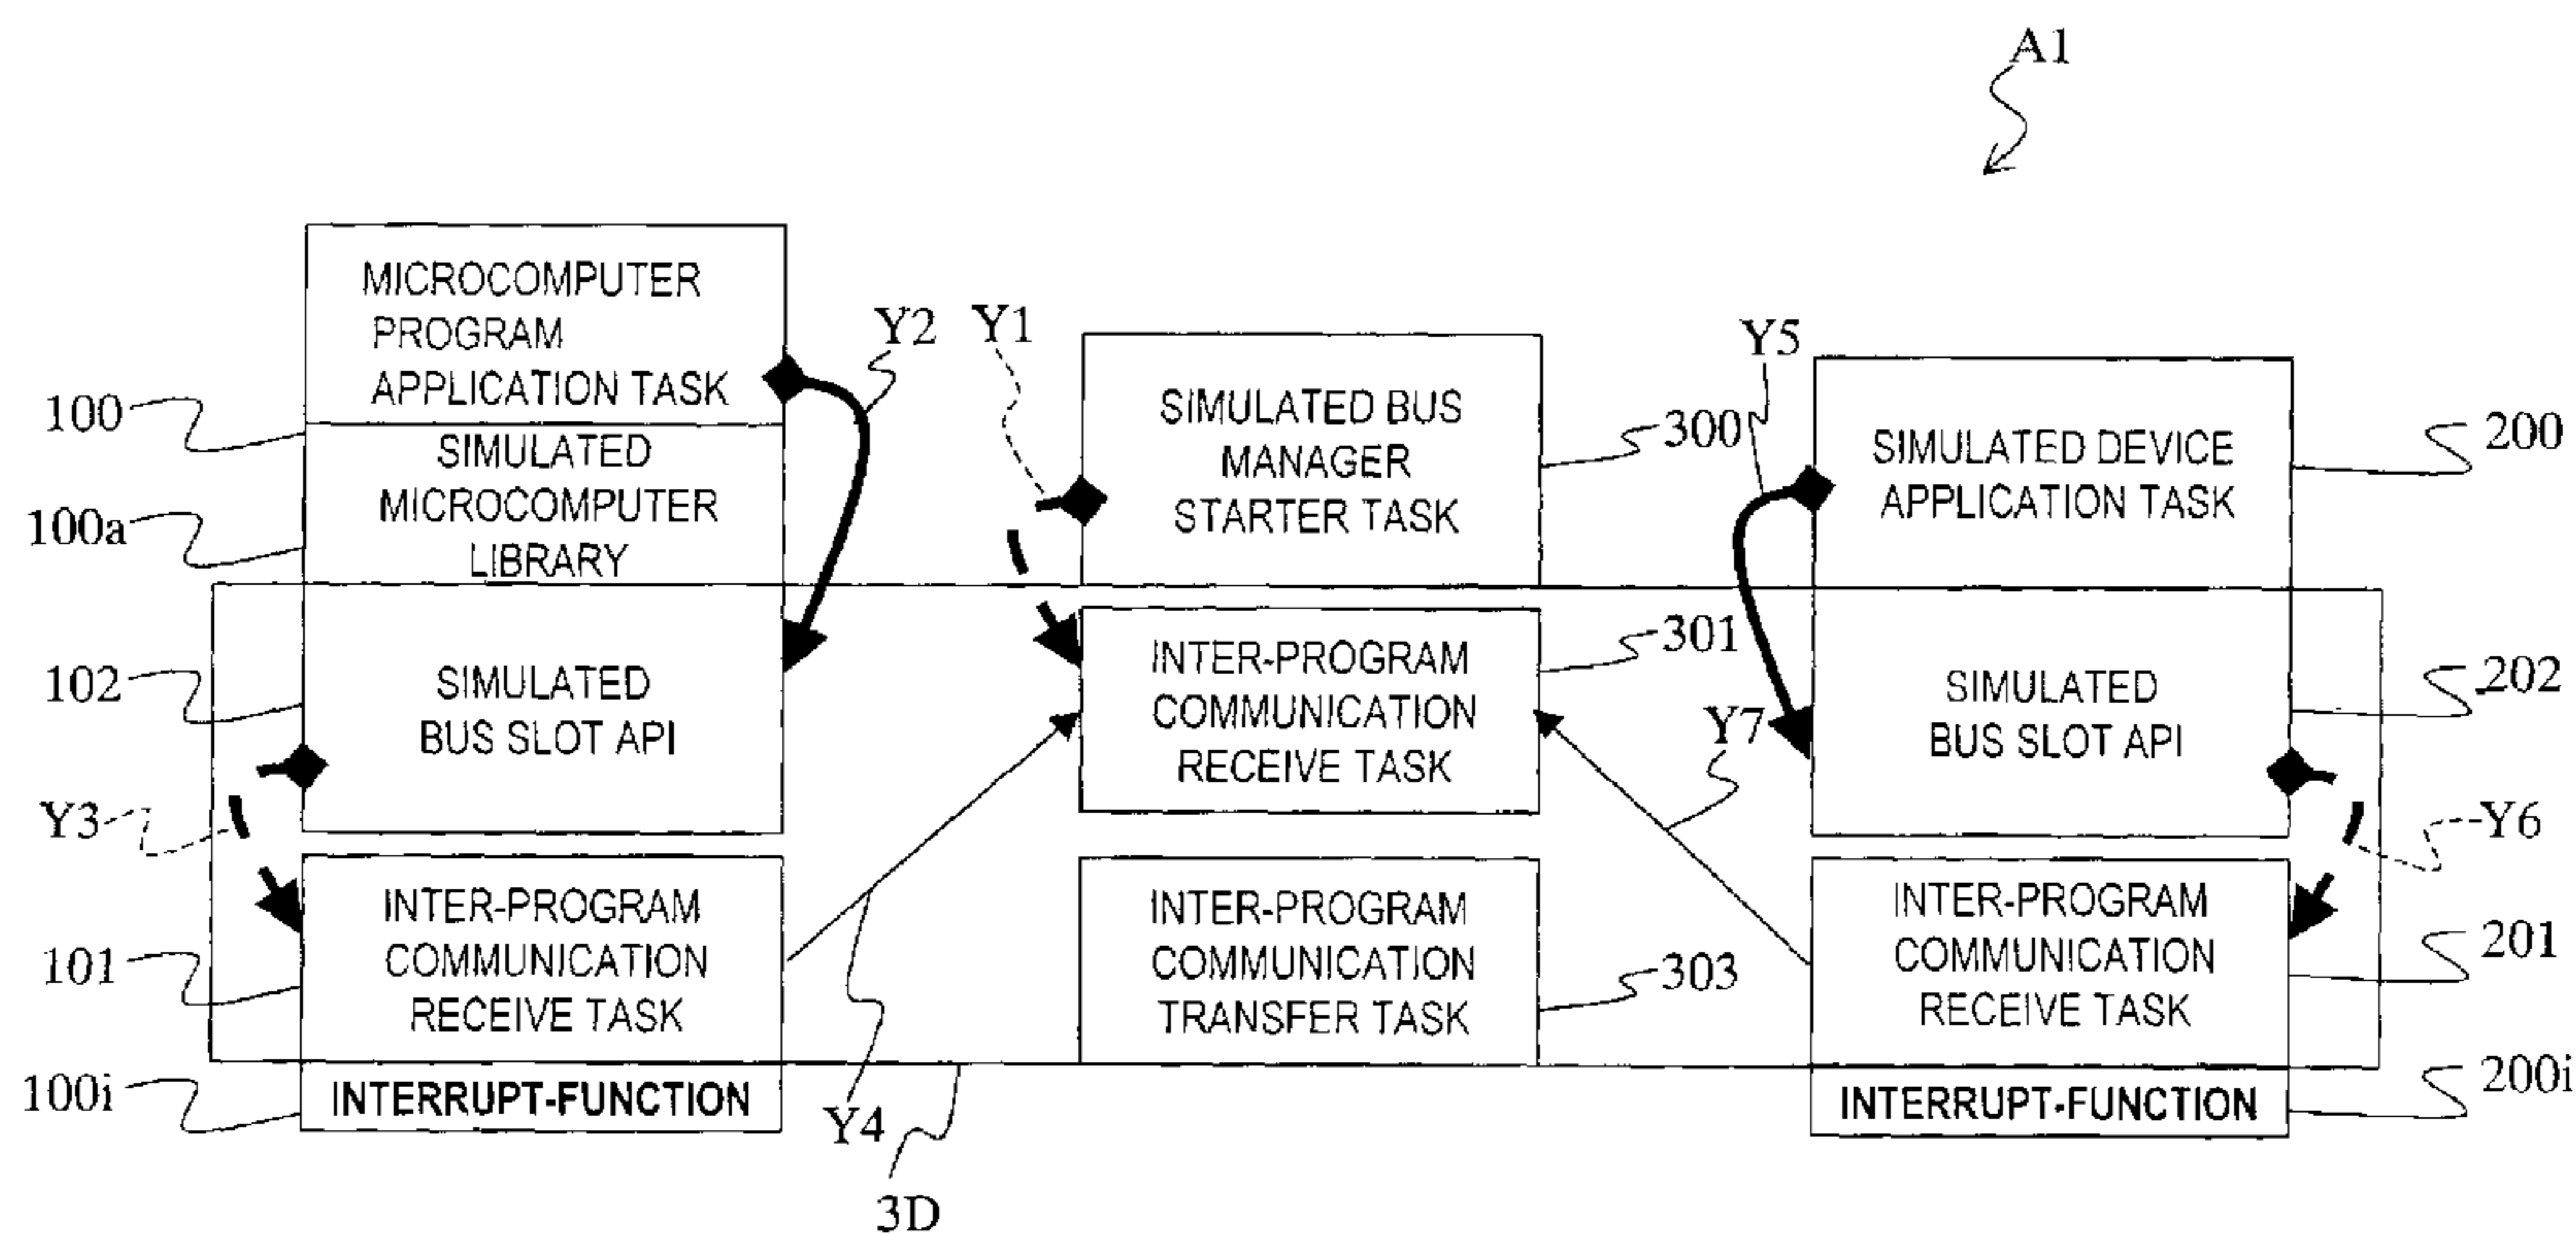 A1
MICROCOMPUTER
PROGRAM
APPLICATION TASK
Y2
Y1
Y5
SIMULATED BUS
MANAGER
STARTER TASK
SIMULATED DEVICE
APPLICATION TASK
100
300
200
SIMULATED
MICROCOMPUTER
LIBRARY
100a
SIMULATED
BUS SLOT API
102
INTER-PROGRAM
COMMUNICATION
RECEIVE TASK
301
Y7
SIMULATED
BUS SLOT API
202
Y3
Y6
INTER-PROGRAM
COMMUNICATION
RECEIVE TASK
101
INTER-PROGRAM
COMMUNICATION
TRANSFER TASK
303
INTER-PROGRAM
COMMUNICATION
RECEIVE TASK
201
100i
INTERRUPT-FUNCTION
Y4
INTERRUPT-FUNCTION
200i
3D